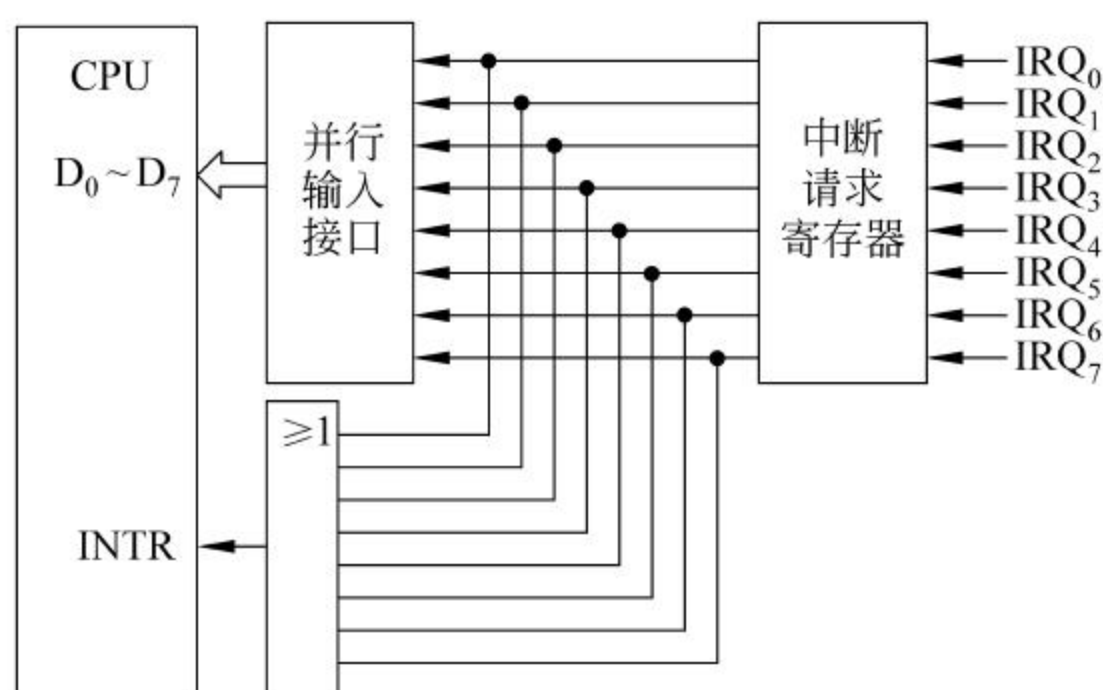 CPU
D₀~D₇
INTR
并行
输入
接口
≥1
中断
请求
寄存器
IRQ₀
IRQ₁
IRQ₂
IRQ₃
IRQ₄
IRQ₅
IRQ₆
IRQ₇